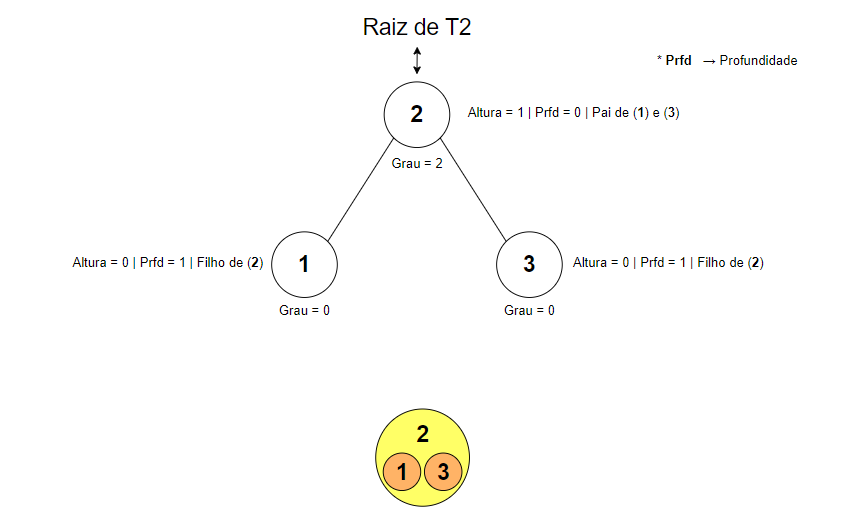 Raiz de T2
* Prfd → Profundidade
2
Altura = 1 | Prfd = 0 | Pai de (1) e (3)
Grau = 2
Altura = 0 | Prfd = 1 | Filho de (2)
1
3
Altura = 0 | Prfd = 1 | Filho de (2)
Grau = 0
Grau = 0
2
1 3